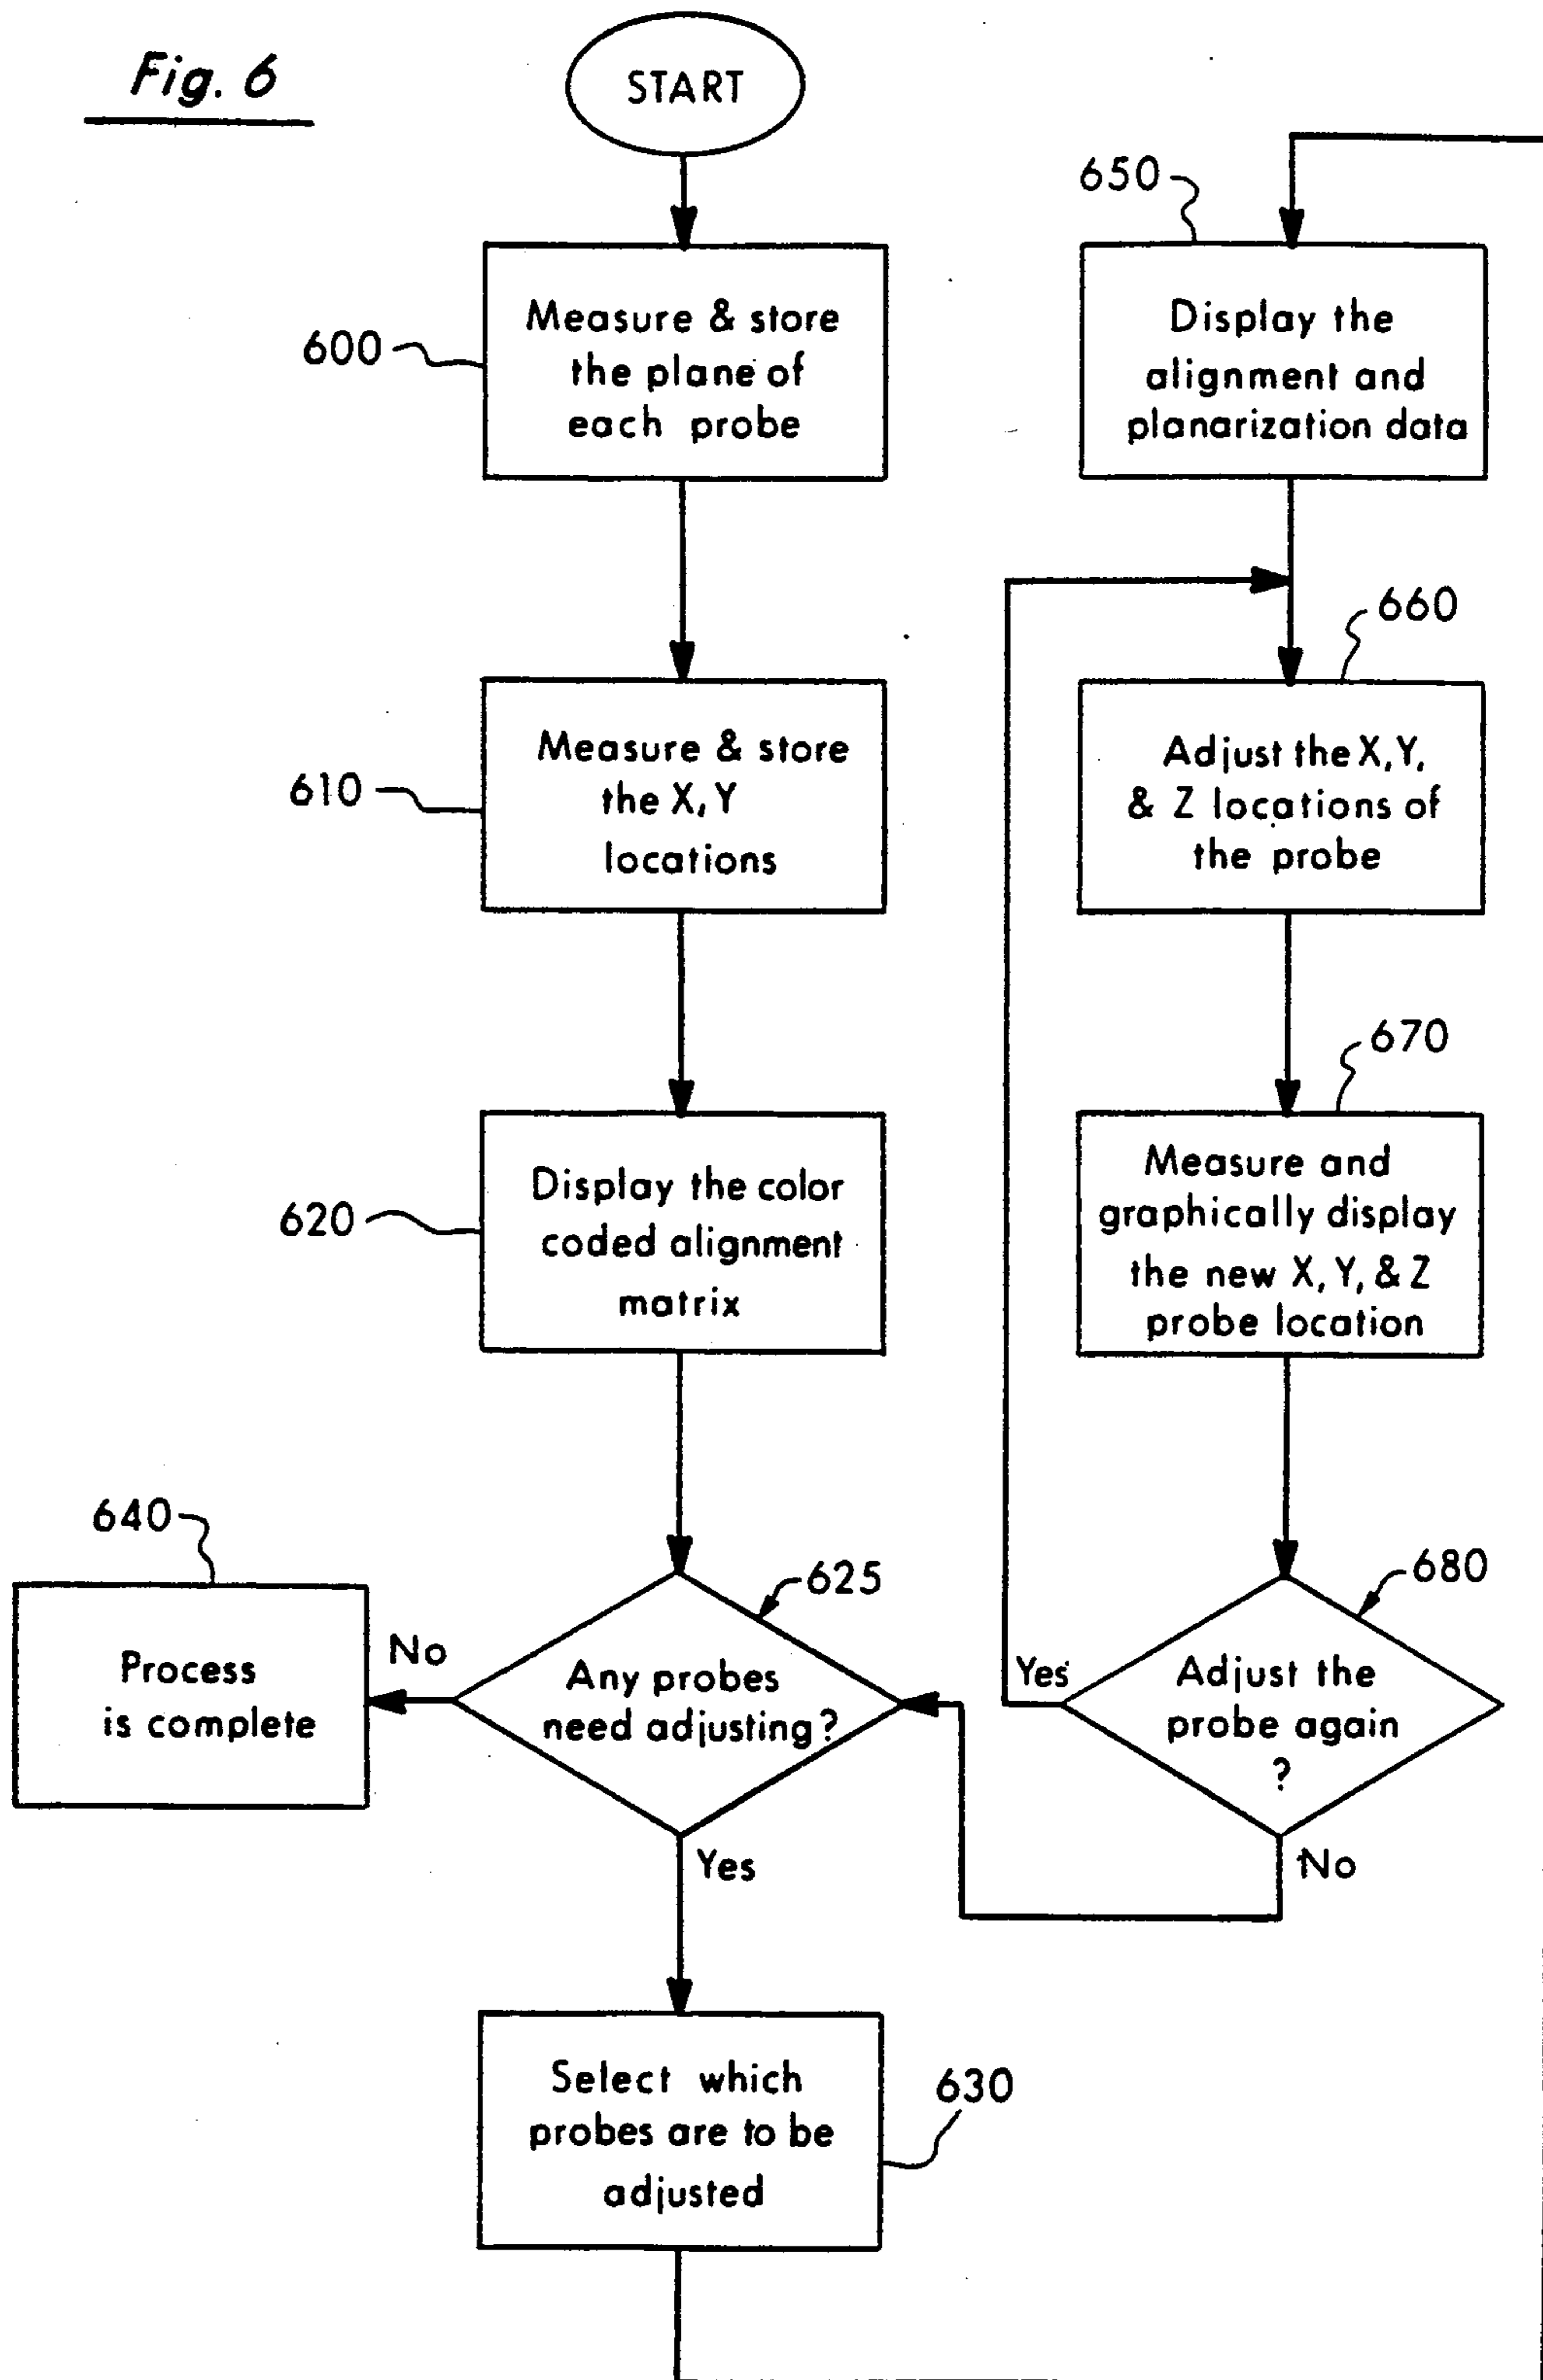 Fig. 6
START
600
Measure & store
the plane of
each probe
610
Measure & store
the X, Y
locations
620
Display the color
coded alignment
matrix
625
Any probes
need adjusting?
No
640
Process
is complete
Yes
630
Select which
probes are to be
adjusted
650
Display the
alignment and
planarization data
660
Adjust the X, Y,
& Z locations of
the probe
670
Measure and
graphically display
the new X, Y, & Z
probe location
680
Adjust the
probe again
?
Yes
No